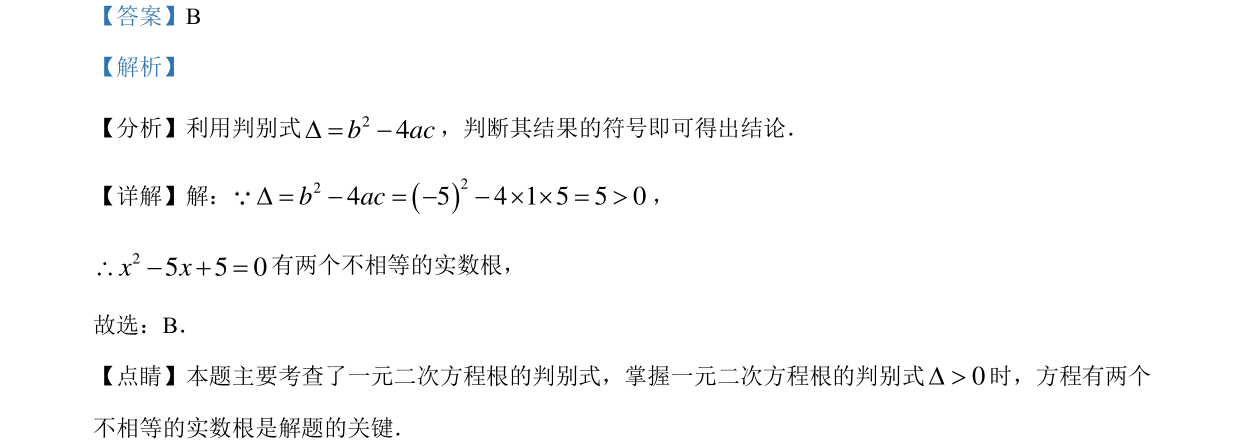 【答案】B
【解析】
【分析】利用判别式Δ=b²−4ac，判断其结果的符号即可得出结论．
【详解】解：∵Δ=b²−4ac=(−5)²−4×1×5=5>0，
∴x²−5x+5=0有两个不相等的实数根，
故选：B．
【点睛】本题主要考查了一元二次方程根的判别式，掌握一元二次方程根的判别式Δ>0时，方程有两个
不相等的实数根是解题的关键．